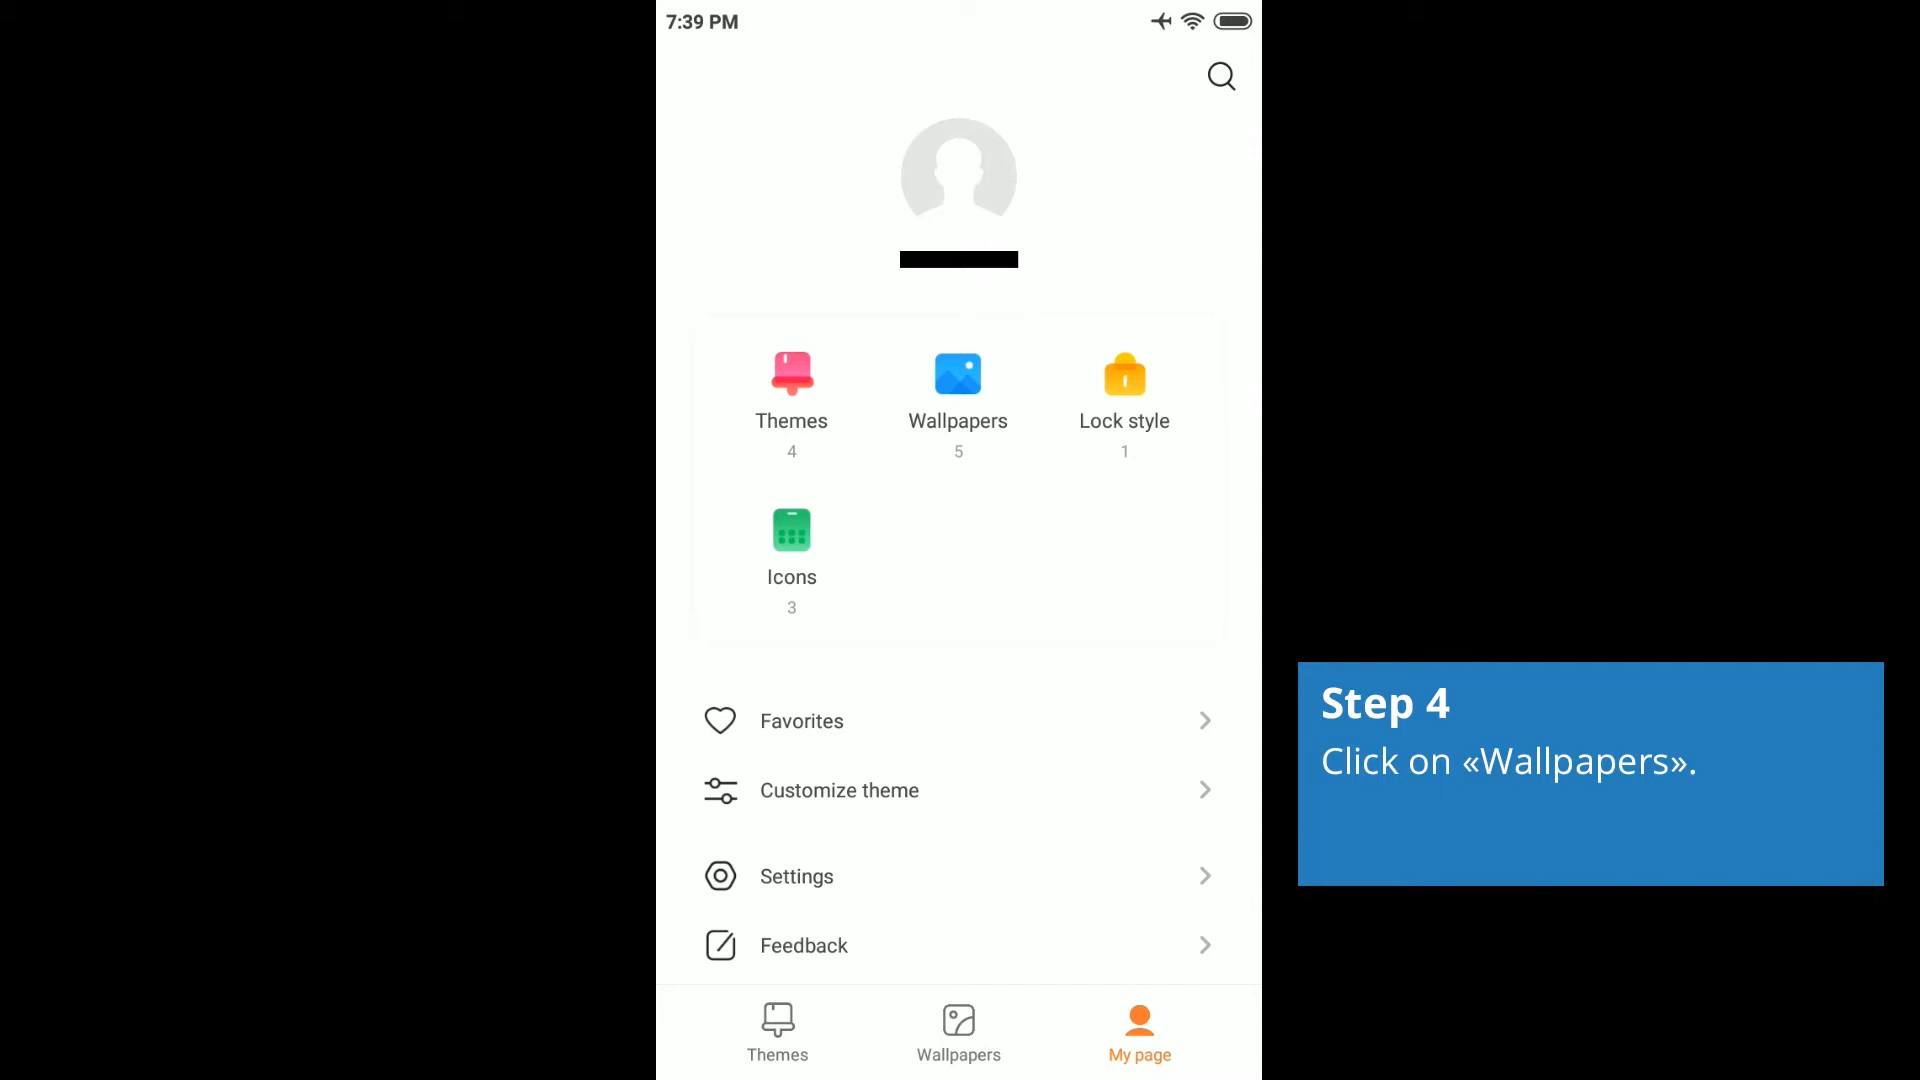 7:39 PM
Themes
4
Wallpapers
5
Lock style
1
Icons
3
Favorites
Customize theme
Settings
Feedback
Themes
Wallpapers
My page
Step 4
Click on «Wallpapers».